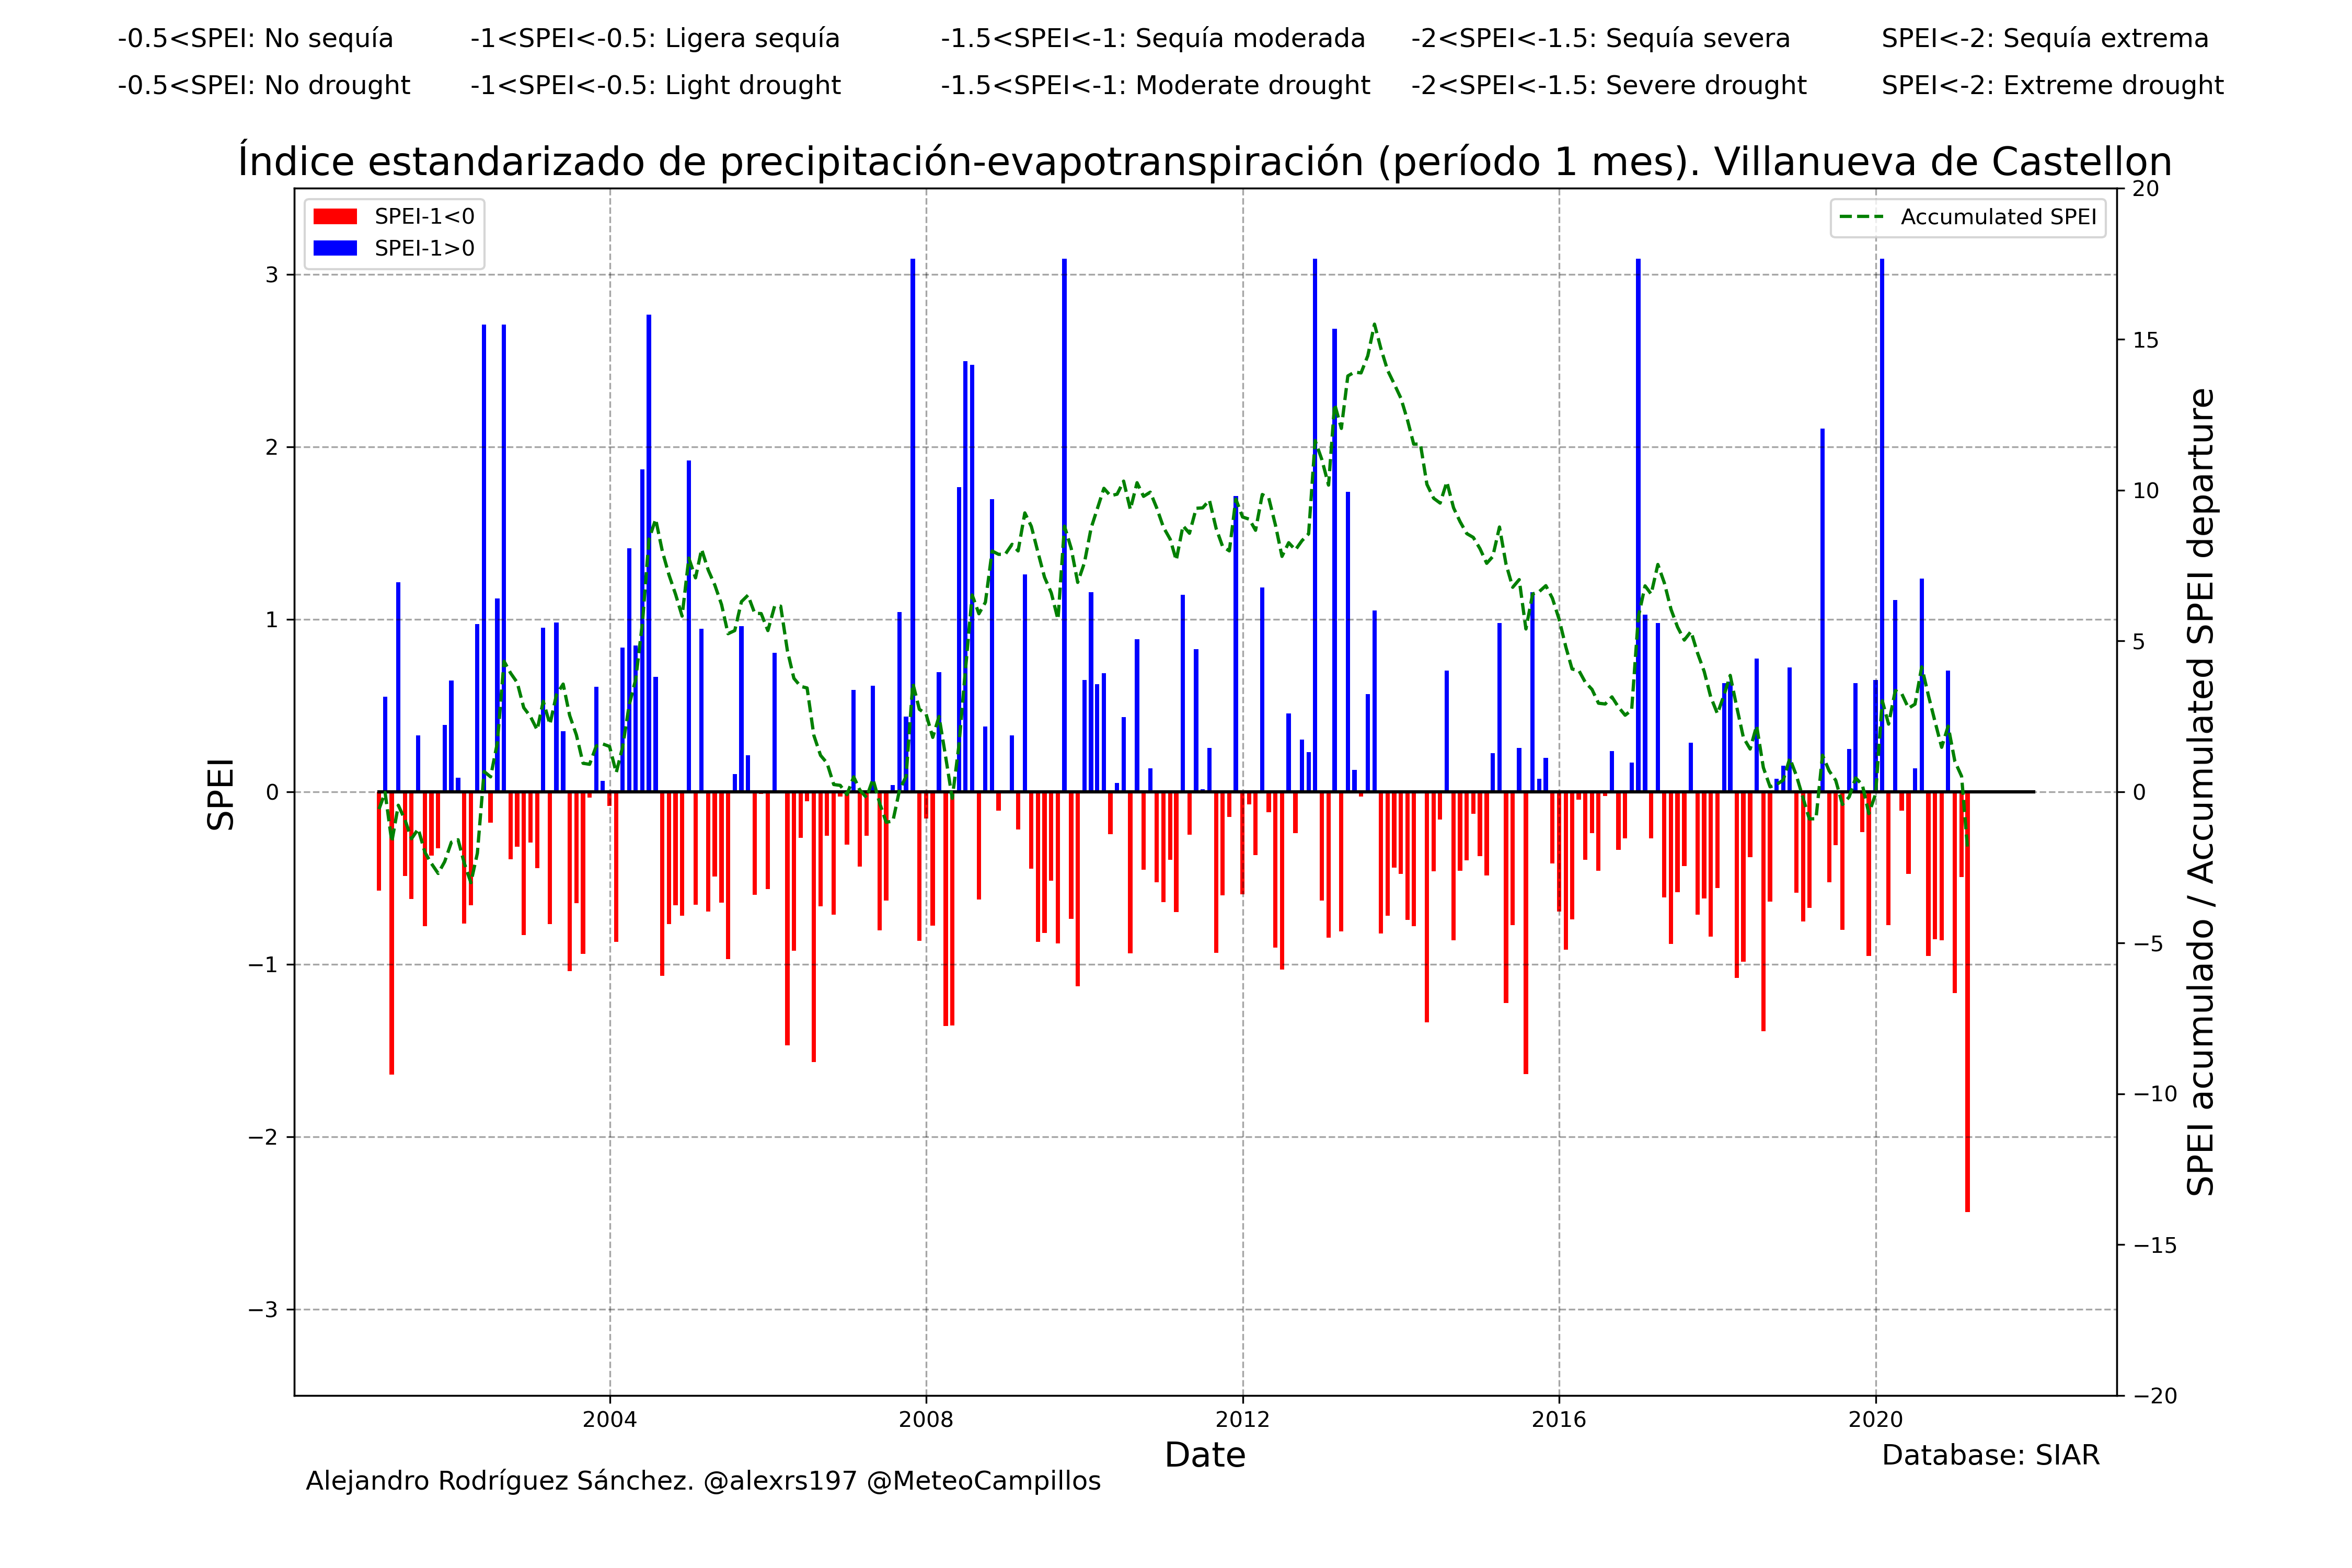 -0.5<SPEI: No sequía -1<SPEI<-0.5: Ligera sequía -1.5<SPEI<-1: Sequía moderada -2<SPEI<-1.5: Sequía severa SPEI<-2: Sequía extrema
-0.5<SPEI: No drought -1<SPEI<-0.5: Light drought -1.5<SPEI<-1: Moderate drought -2<SPEI<-1.5: Severe drought SPEI<-2: Extreme drought
Índice estandarizado de precipitación-evapotranspiración (período 1 mes). Villanueva de Castellon
SPEI-1<0
SPEI-1>0
Accumulated SPEI
SPEI
3
2
1
0
−1
−2
−3
20
15
10
5
0
−5
−10
−15
−20
SPEI acumulado / Accumulated SPEI departure
2004 2008 2012 2016 2020
Date
Database: SIAR
Alejandro Rodríguez Sánchez. @alexrs197 @MeteoCampillos